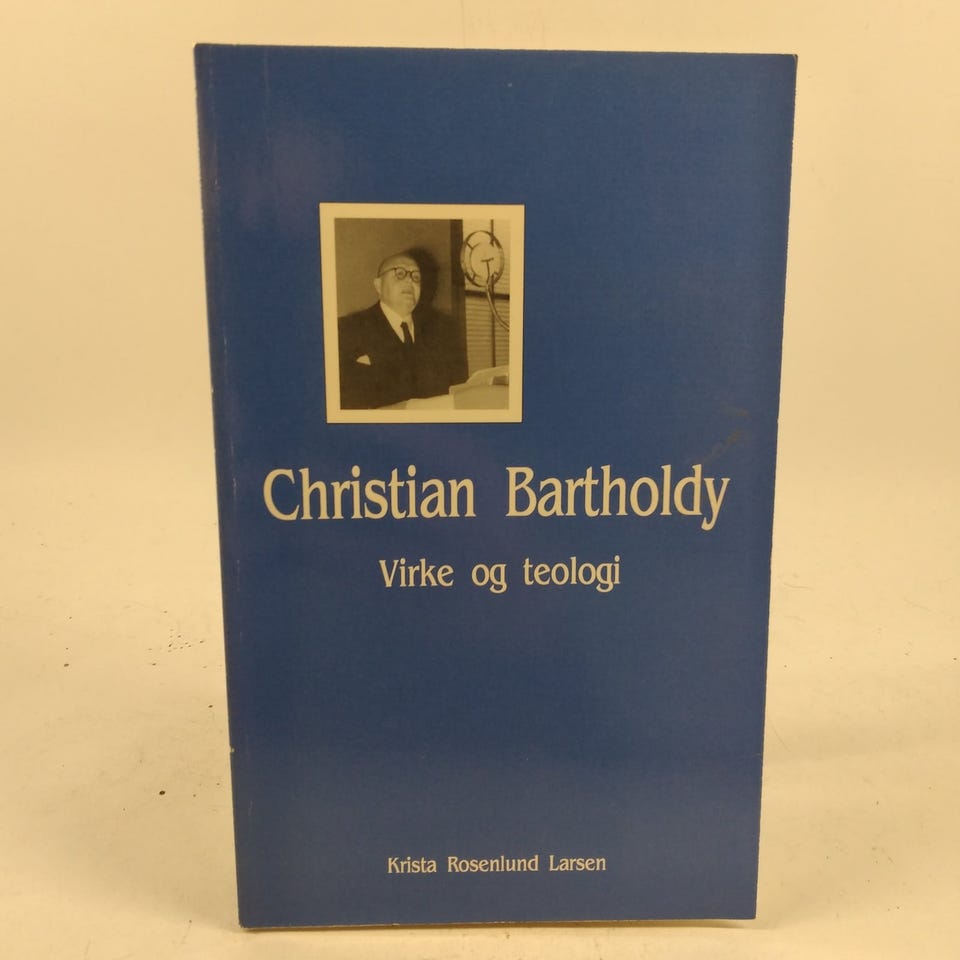 Christian Bartholdy
Virke og teologi
Krista Rosenlund Larsen